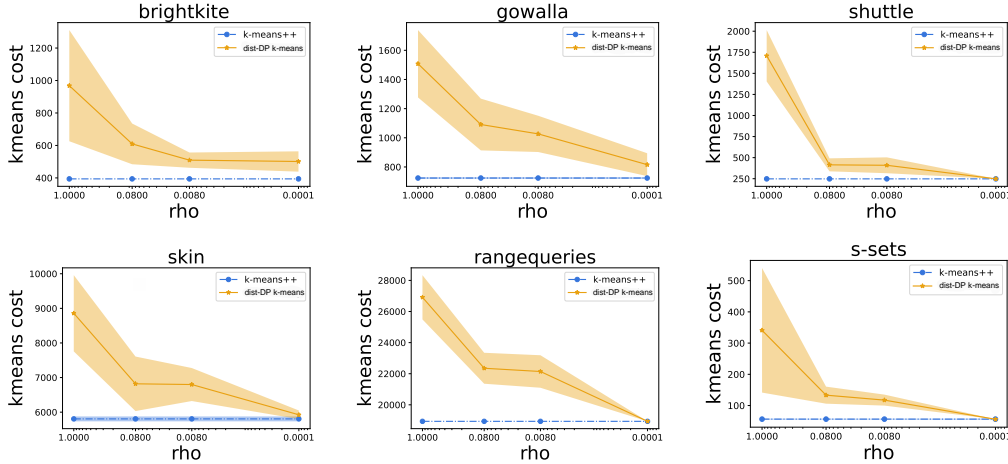 brightkite
kmeans cost
1200
1000
800
600
400
k-means++
dist-DP k-means
1.0000
0.0800
0.0080
0.0001
rho
gowalla
kmeans cost
1600
1400
1200
1000
800
k-means++
dist-DP k-means
1.0000
0.0800
0.0080
0.0001
rho
shuttle
kmeans cost
2000
1750
1500
1250
1000
750
500
250
k-means++
dist-DP k-means
1.0000
0.0800
0.0080
0.0001
rho
skin
kmeans cost
10000
9000
8000
7000
6000
k-means++
dist-DP k-means
1.0000
0.0800
0.0080
0.0001
rho
rangequeries
kmeans cost
28000
26000
24000
22000
20000
k-means++
dist-DP k-means
1.0000
0.0800
0.0080
0.0001
rho
s-sets
kmeans cost
500
400
300
200
100
k-means++
dist-DP k-means
1.0000
0.0800
0.0080
0.0001
rho